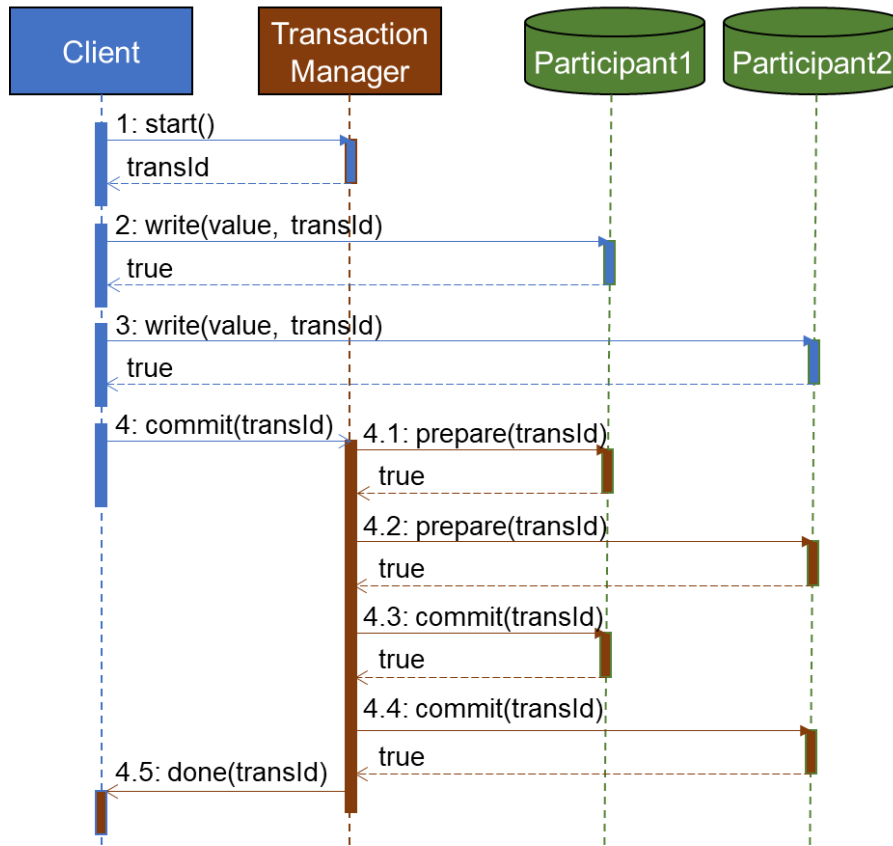 Client
Transaction
Manager
Participant1
Participant2
1: start()
transId
2: write(value, transId)
true
3: write(value, transId)
true
4: commit(transId)
4.1: prepare(transId)
true
4.2: prepare(transId)
true
4.3: commit(transId)
true
4.4: commit(transId)
true
4.5: done(transId)